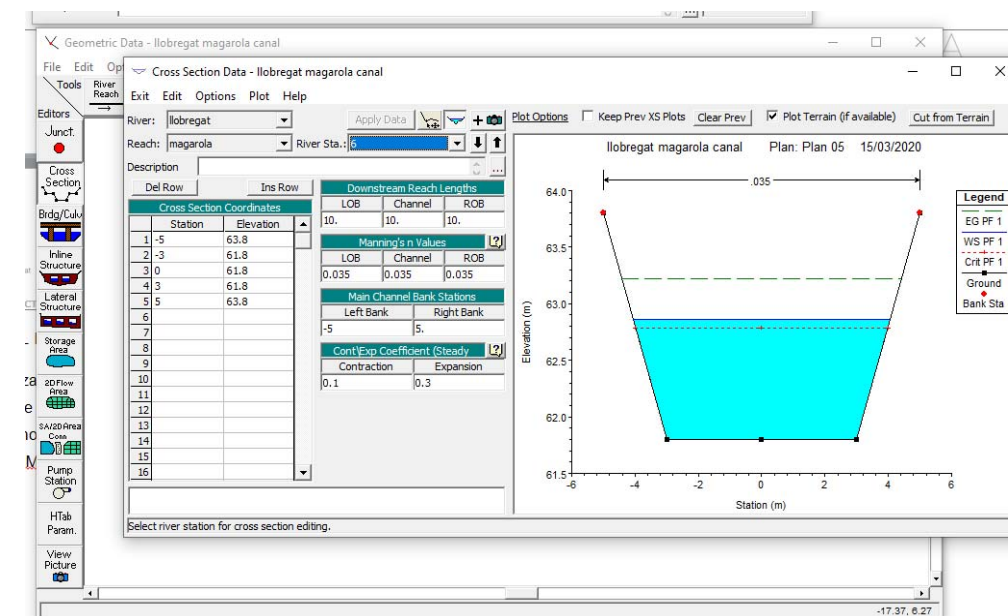 Geometric Data - llobregat magarola canal
File Edit Op
Tools
River
Reach
Editors
Junct.
Cross
Section
Brdg/Culv
Inline
Structure
Lateral
Structure
Storage
Area
2D Flow
Area
SA/2D Area
Conn
Pump
Station
HTab
Param.
View
Picture
Cross Section Data - llobregat magarola canal
Exit Edit Options Plot Help
River: llobregat
Apply Data
Plot Options Keep Prev XS Plots Clear Prev Plot Terrain (if available) Cut from Terrain
Reach: magarola River Sta.: 6
Description
...
Del Row Ins Row
Cross Section Coordinates
Station Elevation
1 -5 63.8
2 -3 61.8
3 0 61.8
4 3 61.8
5 5 63.8
6
7
8
9
10
11
12
13
14
15
16
Downstream Reach Lengths
LOB Channel ROB
10. 10. 10.
Manning's n Values ?
LOB Channel ROB
0.035 0.035 0.035
Main Channel Bank Stations
Left Bank Right Bank
-5 5.
Cont\Exp Coefficient (Steady ?
Contraction Expansion
0.1 0.3
Select river station for cross section editing.
llobregat magarola canal Plan: Plan 05 15/03/2020
.035
64.0
63.5
63.0
62.5
62.0
61.5
Elevation (m)
-6 -4 -2 0 2 4 6
Station (m)
Legend
EG PF 1
WS PF 1
Crit PF 1
Ground
Bank Sta
-17.37, 6.27